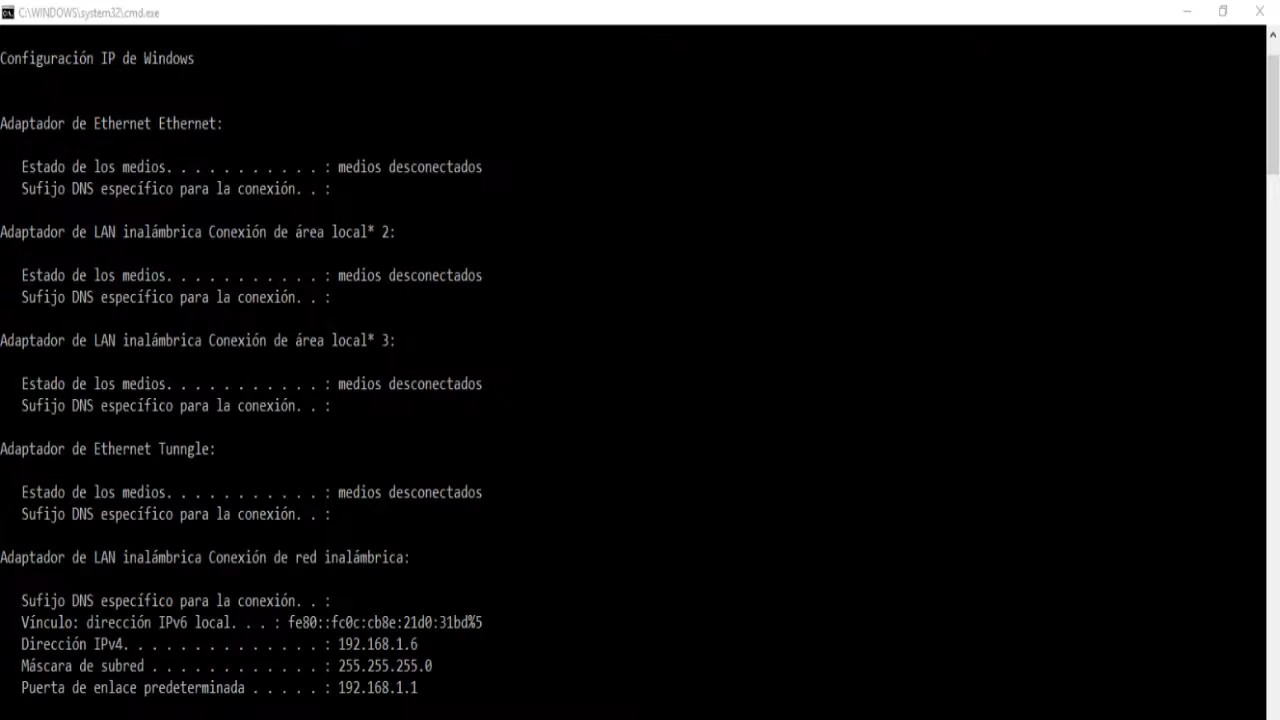 C:\WINDOWS\system32\cmd.exe
Configuración IP de Windows
Adaptador de Ethernet Ethernet:
Estado de los medios. . . . . . . . . . . : medios desconectados
Sufijo DNS específico para la conexión. . :
Adaptador de LAN inalámbrica Conexión de área local* 2:
Estado de los medios. . . . . . . . . . . : medios desconectados
Sufijo DNS específico para la conexión. . :
Adaptador de LAN inalámbrica Conexión de área local* 3:
Estado de los medios. . . . . . . . . . . : medios desconectados
Sufijo DNS específico para la conexión. . :
Adaptador de Ethernet Tunngle:
Estado de los medios. . . . . . . . . . . : medios desconectados
Sufijo DNS específico para la conexión. . :
Adaptador de LAN inalámbrica Conexión de red inalámbrica:
Sufijo DNS específico para la conexión. . :
Vínculo: dirección IPv6 local. . . : fe80::fc0c:cb8e:21d0:31bd%5
Dirección IPv4. . . . . . . . . . . . . . : 192.168.1.6
Máscara de subred . . . . . . . . . . . . : 255.255.255.0
Puerta de enlace predeterminada . . . . . : 192.168.1.1